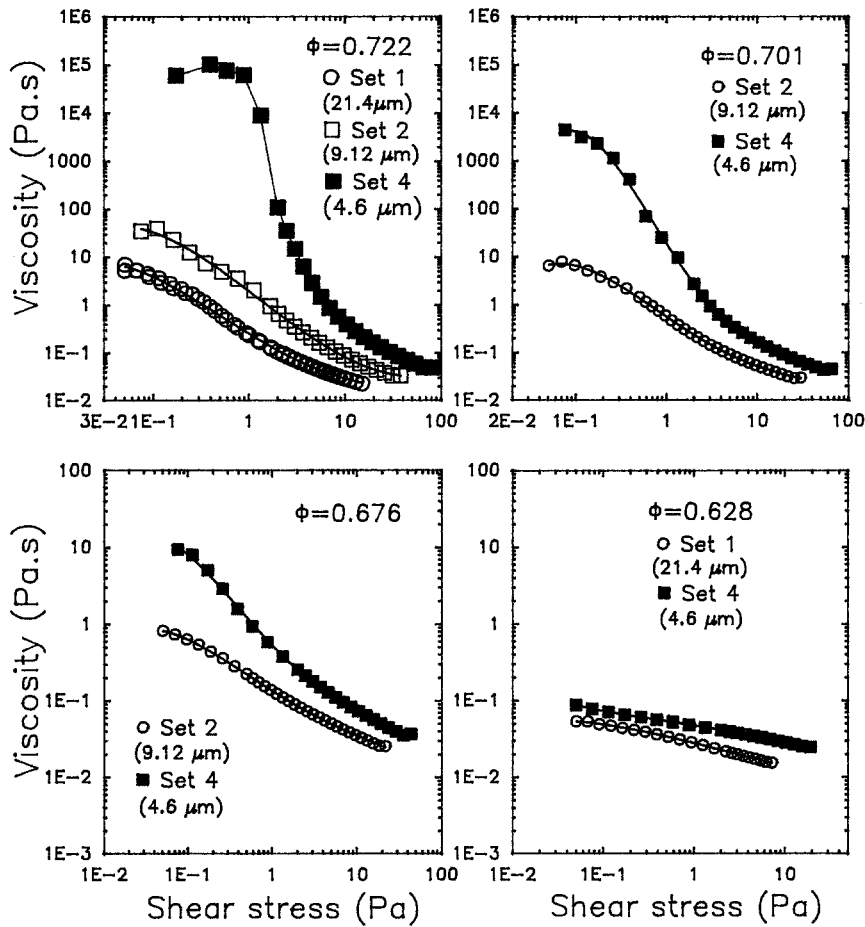 1E6
1E5
1E4
1000
100
10
1
1E-1
1E-2
Viscosity (Pa.s)
ϕ=0.722
Set 1
(21.4μm)
Set 2
(9.12 μm)
Set 4
(4.6 μm)
3E-21E-1 1 10 100
1E6
1E5
1E4
1000
100
10
1
1E-1
1E-2
ϕ=0.701
Set 2
(9.12 μm)
Set 4
(4.6 μm)
2E-2 1E-1 1 10 100
100
10
1
1E-1
1E-2
1E-3
Viscosity (Pa.s)
ϕ=0.676
Set 2
(9.12 μm)
Set 4
(4.6 μm)
1E-2 1E-1 1 10 100
Shear stress (Pa)
100
10
1
1E-1
1E-2
1E-3
ϕ=0.628
Set 1
(21.4 μm)
Set 4
(4.6 μm)
1E-2 1E-1 1 10
Shear stress (Pa)